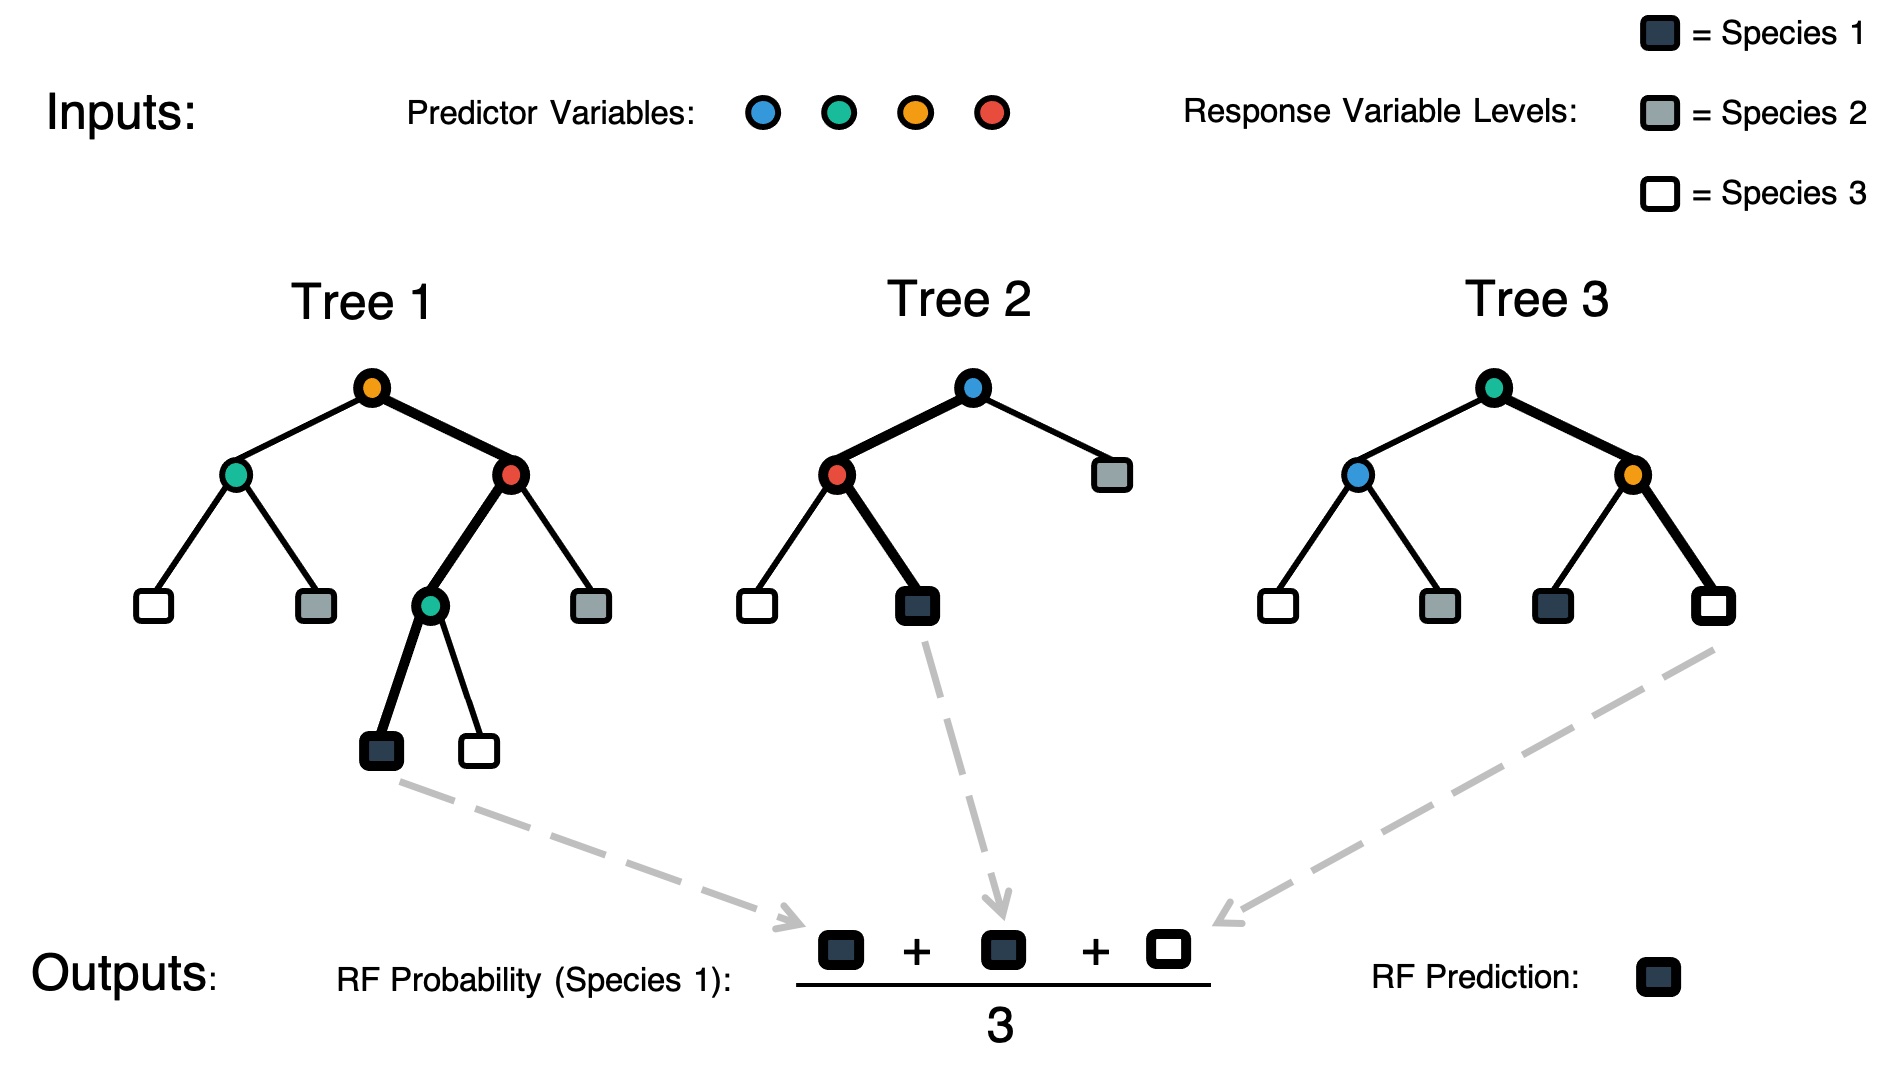 = Species 1
Inputs: Predictor Variables: Response Variable Levels: = Species 2
= Species 3
Tree 1 Tree 2 Tree 3
+ +
Outputs: RF Probability (Species 1): RF Prediction:
3